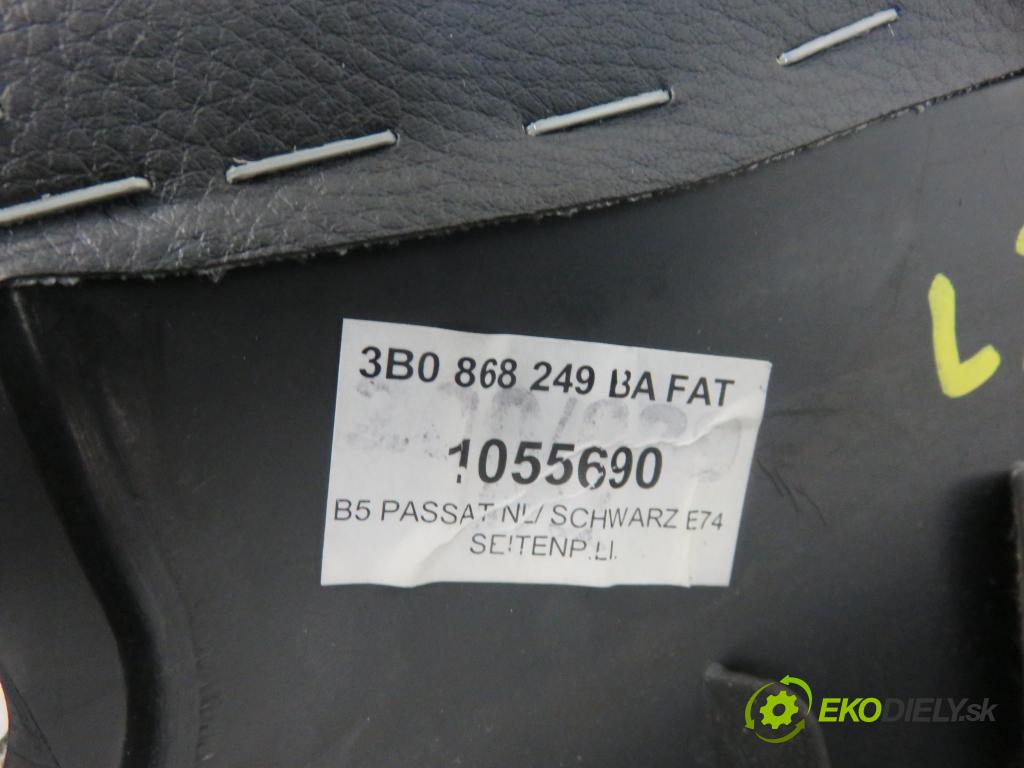 3B0 868 249 BA FAT
1055690
B5 PASSAT NL/ SCHWARZ E74
SEITENP.LI.
L
EKODIELY.sk